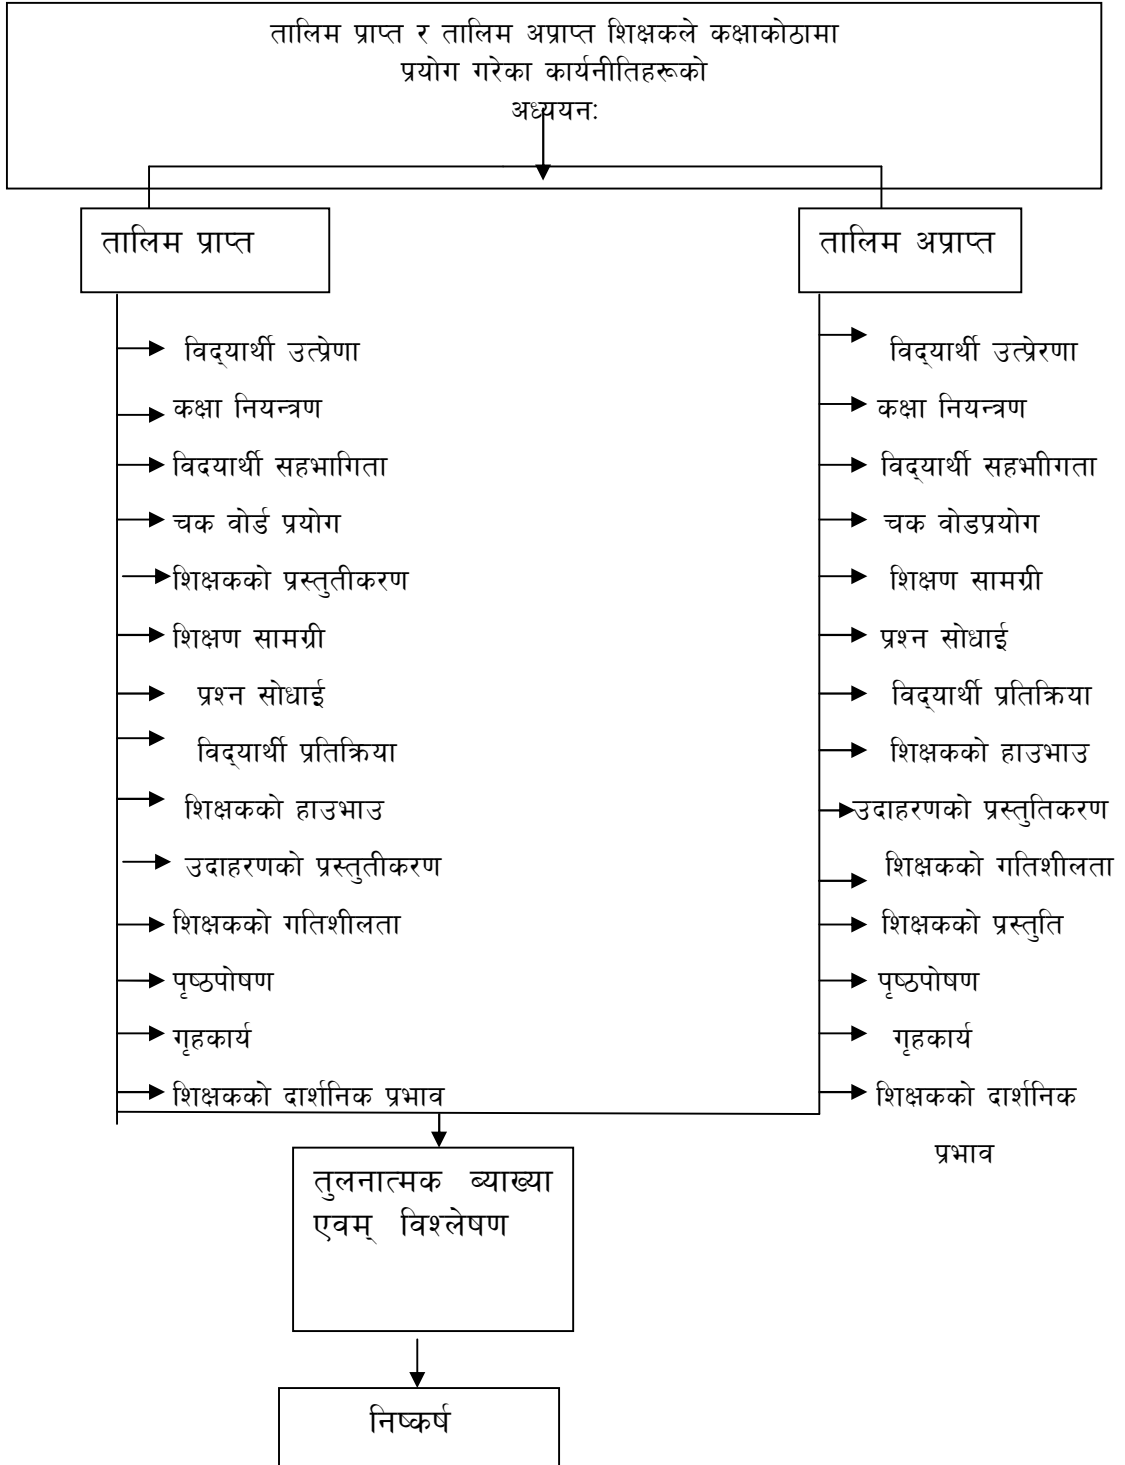 तालिम प्राप्त र तालिम अप्राप्त शिक्षकले कक्षाकोठामा
प्रयोग गरेका कार्यनीतिहरूको
अध्ययन:
तालिम प्राप्त
विद्यार्थी उत्प्रेणा
कक्षा नियन्त्रण
विदयार्थी सहभागिता
चक वोर्ड प्रयोग
शिक्षकको प्रस्तुतीकरण
शिक्षण सामग्री
प्रश्न सोधाई
विद्यार्थी प्रतिक्रिया
शिक्षकको हाउभाउ
उदाहरणको प्रस्तुतीकरण
शिक्षकको गतिशीलता
पृष्ठपोषण
गृहकार्य
शिक्षकको दार्शनिक प्रभाव
तालिम अप्राप्त
विद्यार्थी उत्प्रेरणा
कक्षा नियन्त्रण
विद्यार्थी सहभाीगता
चक वोडप्रयोग
शिक्षण सामग्री
प्रश्न सोधाई
विद्यार्थी प्रतिक्रिया
शिक्षकको हाउभाउ
उदाहरणको प्रस्तुतिकरण
शिक्षकको गतिशीलता
शिक्षकको प्रस्तुति
पृष्ठपोषण
गृहकार्य
शिक्षकको दार्शनिक
प्रभाव
तुलनात्मक ब्याख्या
एवम् विश्लेषण
निष्कर्ष